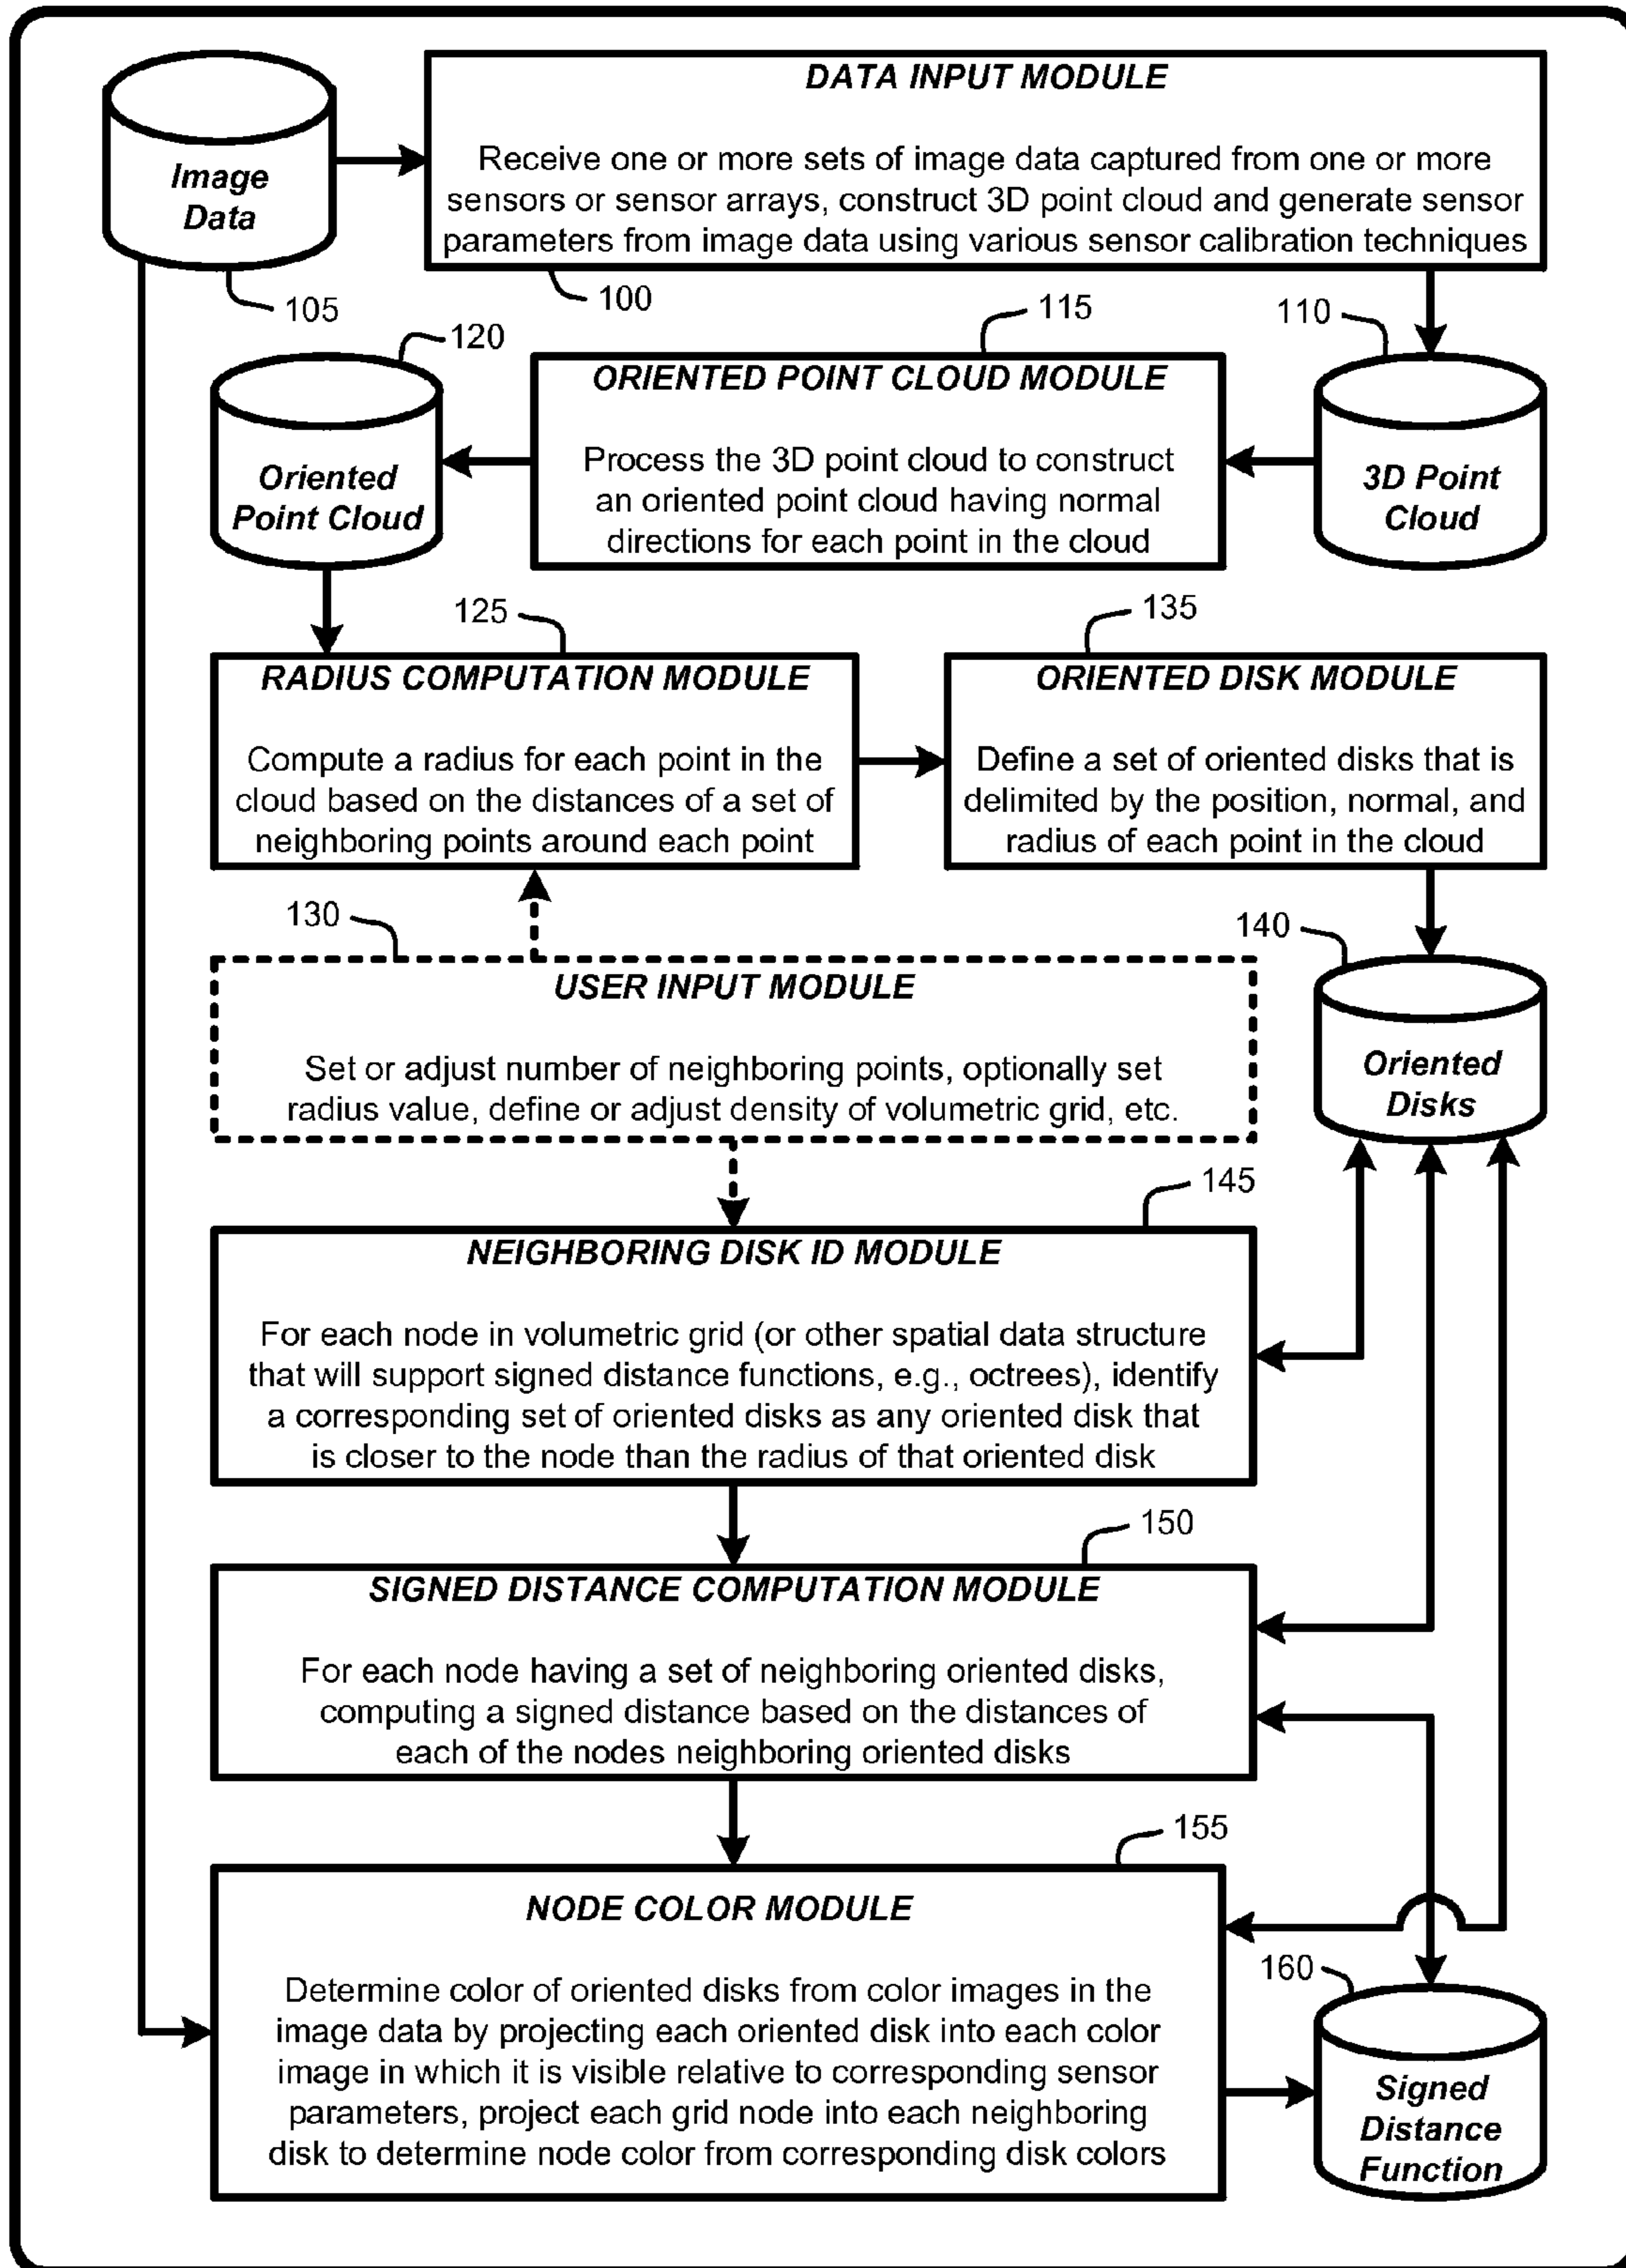 DATA INPUT MODULE
Receive one or more sets of image data captured from one or more
sensors or sensor arrays, construct 3D point cloud and generate sensor
parameters from image data using various sensor calibration techniques
Image
Data
105
100
115
110
120
ORIENTED POINT CLOUD MODULE
Process the 3D point cloud to construct
an oriented point cloud having normal
directions for each point in the cloud
Oriented
Point Cloud
3D Point
Cloud
125
135
RADIUS COMPUTATION MODULE
Compute a radius for each point in the
cloud based on the distances of a set of
neighboring points around each point
ORIENTED DISK MODULE
Define a set of oriented disks that is
delimited by the position, normal, and
radius of each point in the cloud
130
140
USER INPUT MODULE
Set or adjust number of neighboring points, optionally set
radius value, define or adjust density of volumetric grid, etc.
Oriented
Disks
145
NEIGHBORING DISK ID MODULE
For each node in volumetric grid (or other spatial data structure
that will support signed distance functions, e.g., octrees), identify
a corresponding set of oriented disks as any oriented disk that
is closer to the node than the radius of that oriented disk
150
SIGNED DISTANCE COMPUTATION MODULE
For each node having a set of neighboring oriented disks,
computing a signed distance based on the distances of
each of the nodes neighboring oriented disks
155
NODE COLOR MODULE
Determine color of oriented disks from color images in the
image data by projecting each oriented disk into each color
image in which it is visible relative to corresponding sensor
parameters, project each grid node into each neighboring
disk to determine node color from corresponding disk colors
160
Signed
Distance
Function